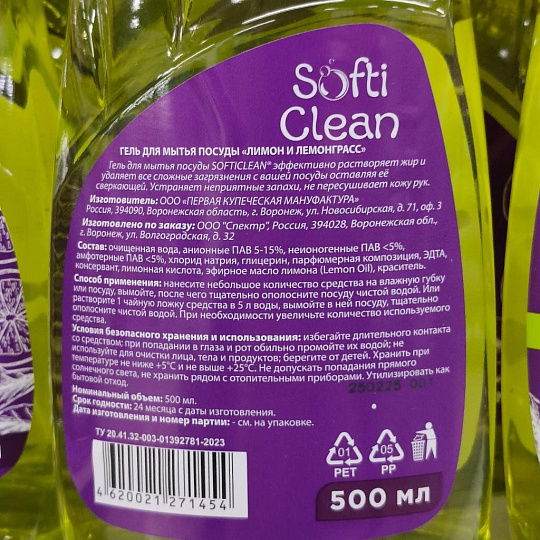 Softi
Clean
ГЕЛЬ ДЛЯ МЫТЬЯ ПОСУДЫ «ЛИМОН И ЛЕМОНГРАСС»
Гель для мытья посуды SOFTICLEAN® эффективно растворяет жир и
удаляет все сложные загрязнения с вашей посуды оставляя её
сверкающей. Устраняет неприятные запахи, не пересушивает кожу рук.
Изготовитель: ООО «ПЕРВАЯ КУПЕЧЕСКАЯ МАНУФАКТУРА»
Россия, 394090, Воронежская область, г. Воронеж, ул. Новосибирская, д. 71, оф. 3
Изготовлено по заказу: ООО "Спектр", Россия, 394028, Воронежская обл.,
г. Воронеж, ул. Волгоградская, д. 32
Состав: очищенная вода, анионные ПАВ 5-15%, неионогенные ПАВ <5%,
амфотерные ПАВ <5%, хлорид натрия, глицерин, парфюмерная композиция, ЭДТА,
консервант, лимонная кислота, эфирное масло лимона (Lemon Oil), краситель.
Способ применения: нанесите небольшое количество средства на влажную губку
или посуду, вымойте, после чего тщательно ополосните посуду чистой водой. Или
растворите 1 чайную ложку средства в 5 л воды, вымойте в ней посуду, тщательно
ополосните чистой водой. При необходимости увеличьте количество используемого
средства.
Условия безопасного хранения и использования: избегайте длительного контакта
со средством; при попадании в глаза и рот обильно промойте их водой; не
используйте для очистки лица, тела и продуктов; берегите от детей. Хранить при
температуре не ниже +5°С и не выше +25°С. Не допускать попадания прямого
солнечного света, не хранить рядом с отопительными приборами. Утилизировать как
бытовой отход.
250225 001
Номинальный объем: 500 мл.
Срок годности: 24 месяца с даты изготовления.
Дата изготовления и номер партии: - см. на упаковке.
ТУ 20.41.32-003-01392781-2023
4 620021 271454
01
PET
05
PP
500 мл